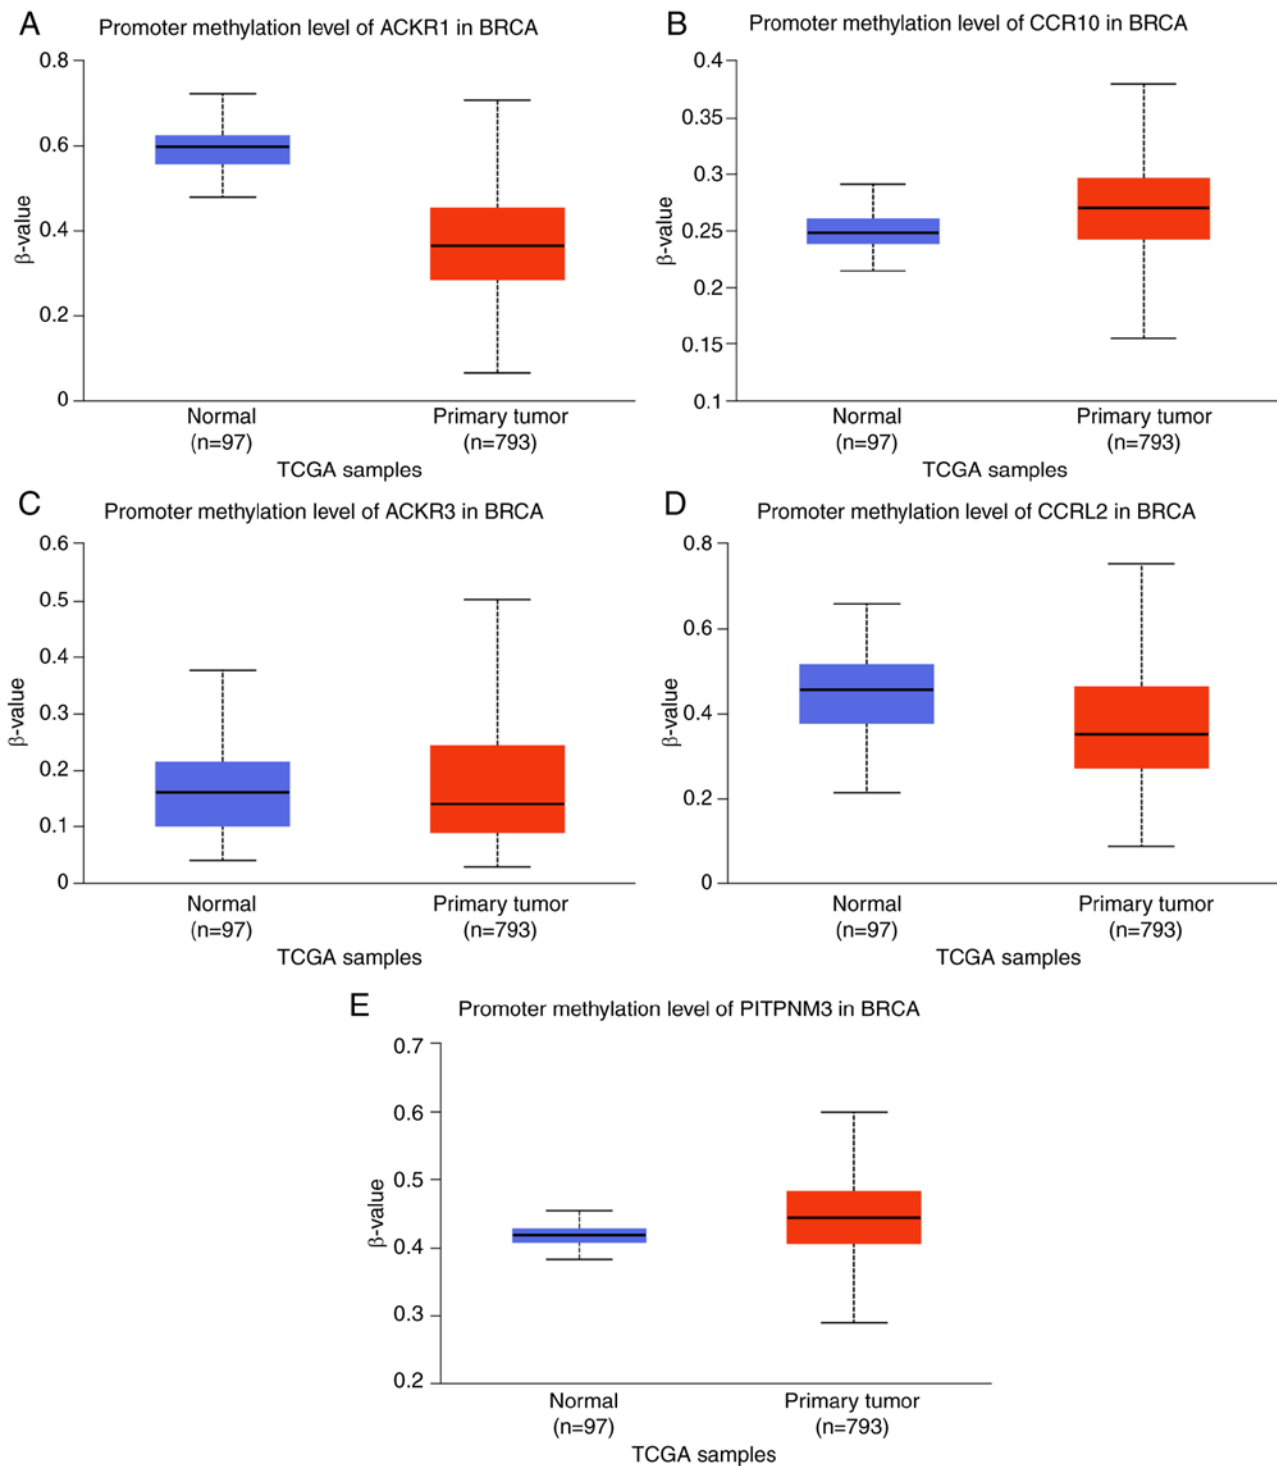 A
Promoter methylation level of ACKR1 in BRCA
0.8
0.6
0.4
0.2
0
β-value
Normal
(n=97)
Primary tumor
(n=793)
TCGA samples
B
Promoter methylation level of CCR10 in BRCA
0.4
0.35
0.3
0.25
0.2
0.15
0.1
β-value
Normal
(n=97)
Primary tumor
(n=793)
TCGA samples
C
Promoter methylation level of ACKR3 in BRCA
0.6
0.5
0.4
0.3
0.2
0.1
0
β-value
Normal
(n=97)
Primary tumor
(n=793)
TCGA samples
D
Promoter methylation level of CCRL2 in BRCA
0.8
0.6
0.4
0.2
0
β-value
Normal
(n=97)
Primary tumor
(n=793)
TCGA samples
E
Promoter methylation level of PITPNM3 in BRCA
0.7
0.6
0.5
0.4
0.3
0.2
β-value
Normal
(n=97)
Primary tumor
(n=793)
TCGA samples